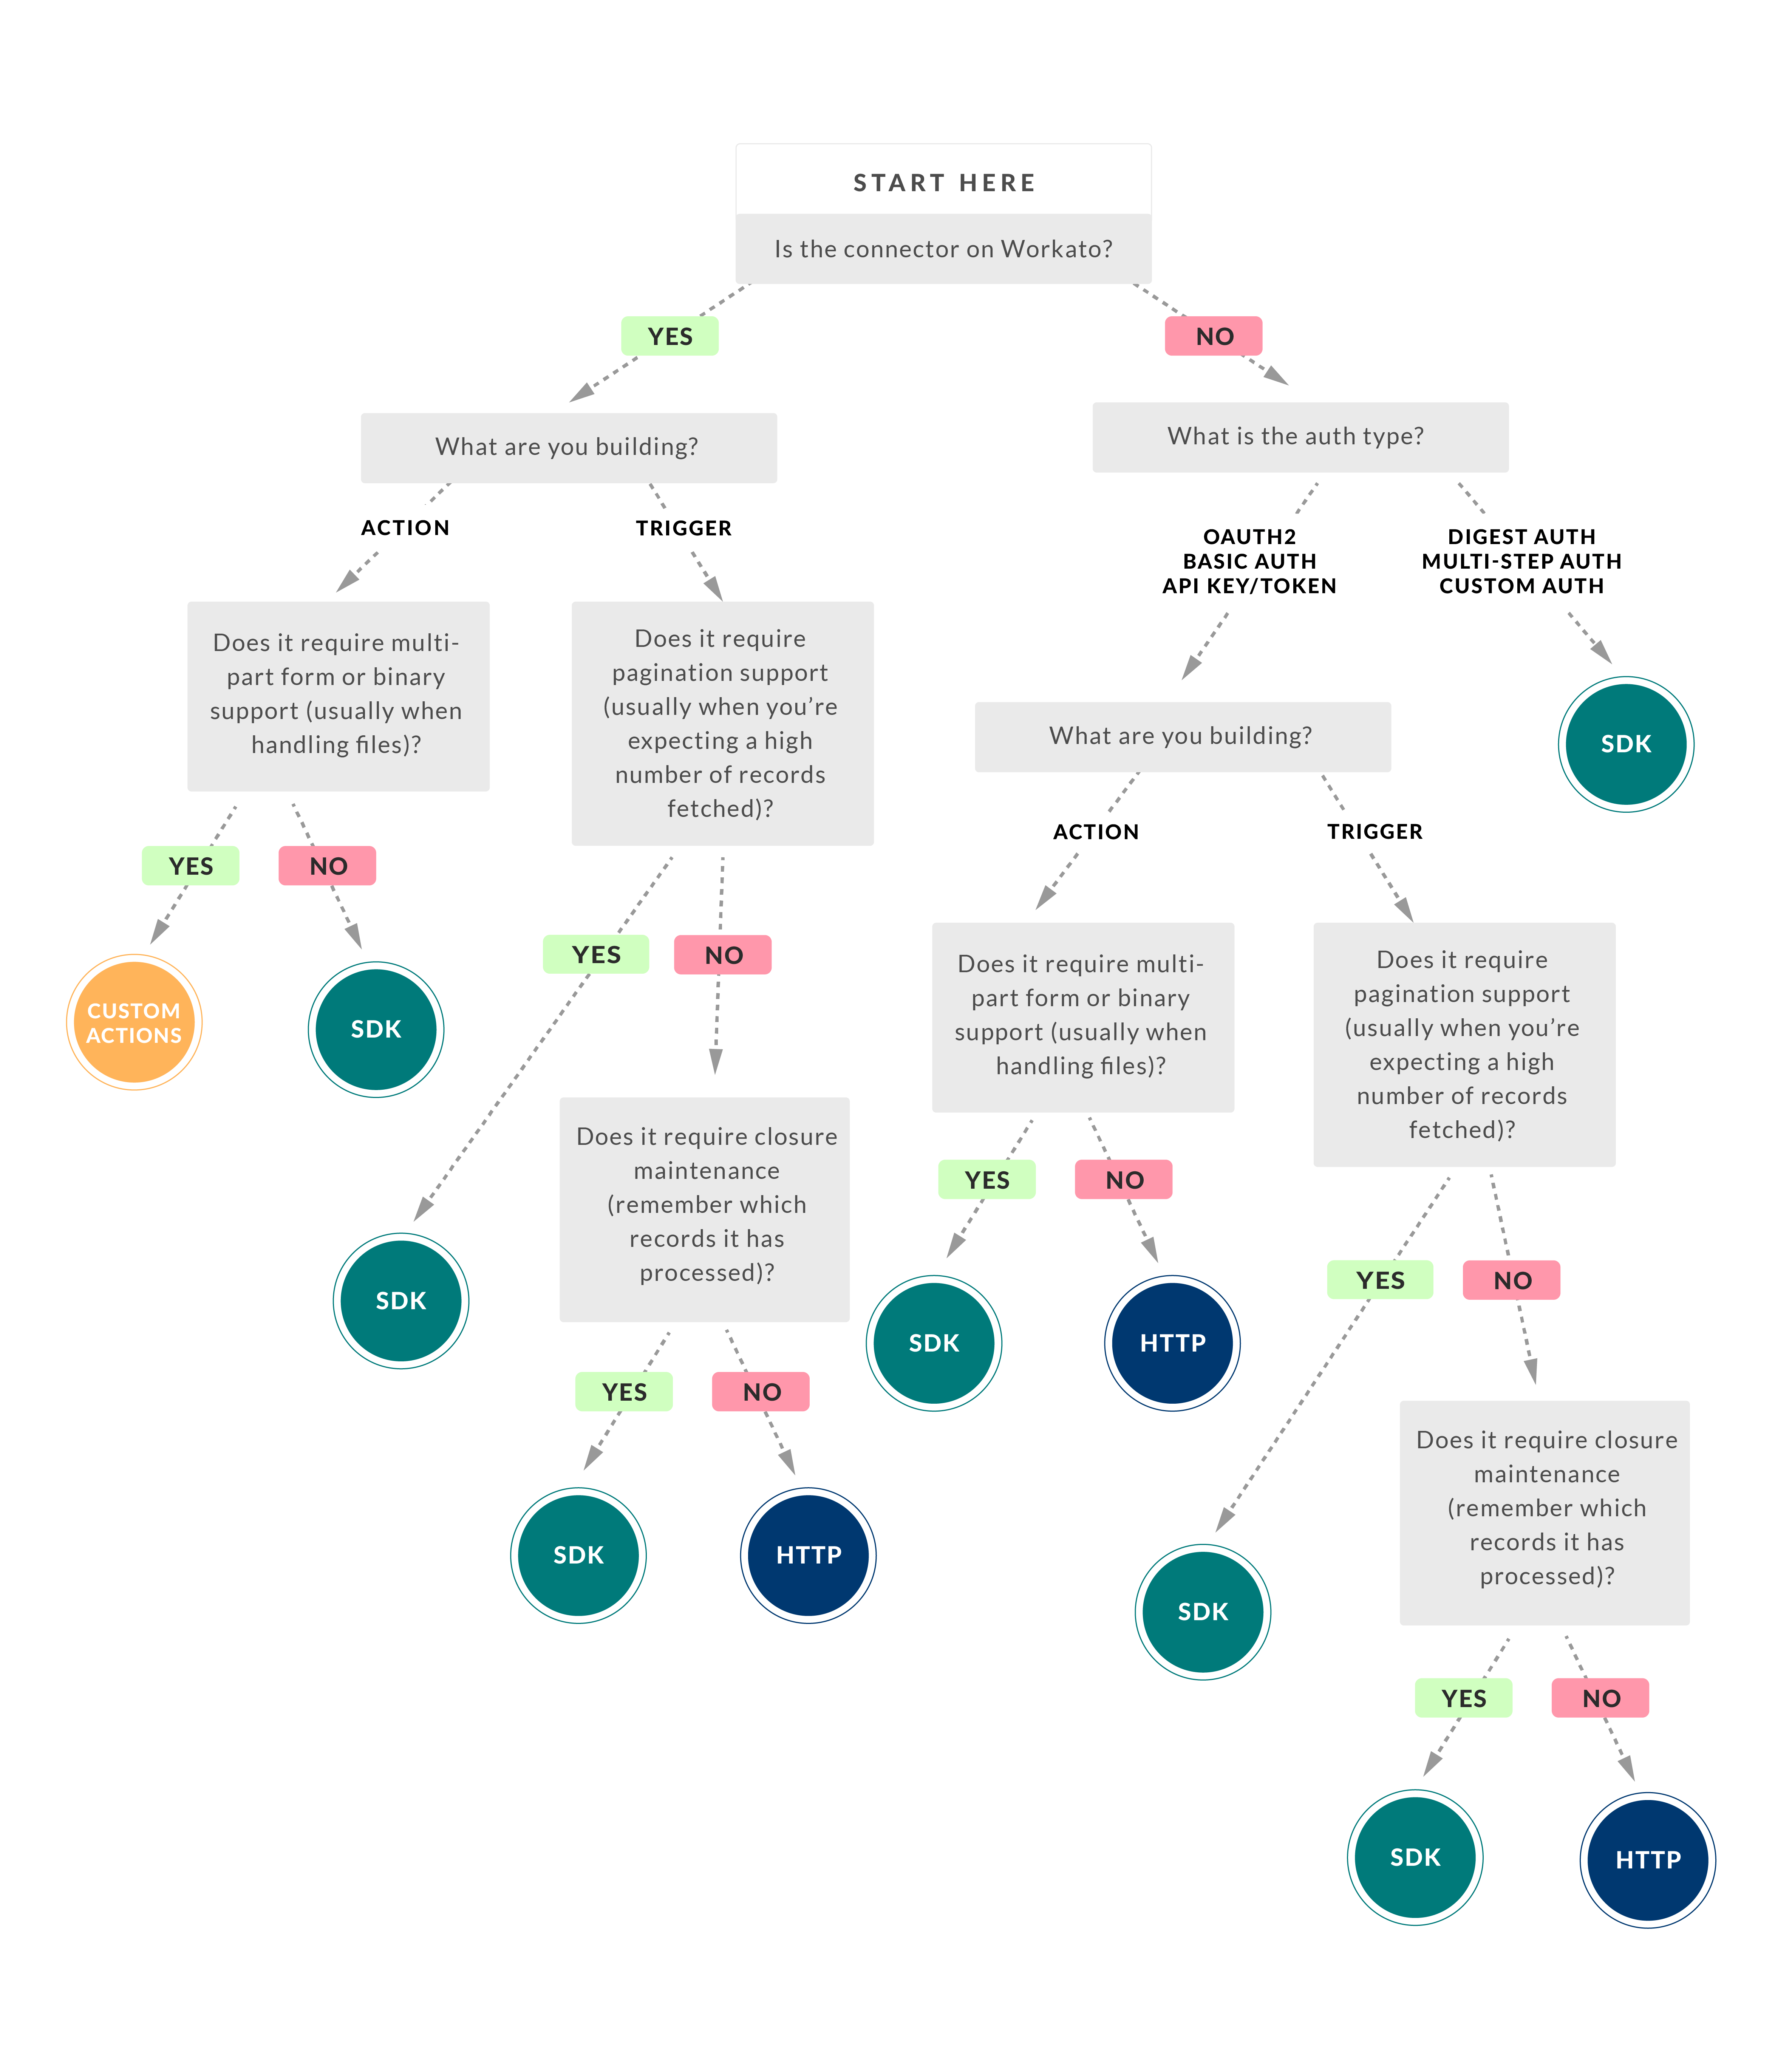 START HERE
Is the connector on Workato?
YES
NO
What are you building?
What is the auth type?
ACTION
TRIGGER
OAUTH2
BASIC AUTH
API KEY/TOKEN
DIGEST AUTH
MULTI-STEP AUTH
CUSTOM AUTH
Does it require multi-
part form or binary
support (usually when
handling files)?
Does it require
pagination support
(usually when you're
expecting a high
number of records
fetched)?
What are you building?
SDK
ACTION
TRIGGER
YES
NO
YES
NO
CUSTOM
ACTIONS
SDK
Does it require multi-
part form or binary
support (usually when
handling files)?
Does it require
pagination support
(usually when you're
expecting a high
number of records
fetched)?
Does it require closure
maintenance
(remember which
records it has
processed)?
YES
NO
YES
NO
SDK
SDK
HTTP
YES
NO
SDK
HTTP
Does it require closure
maintenance
(remember which
records it has
processed)?
SDK
YES
NO
SDK
HTTP